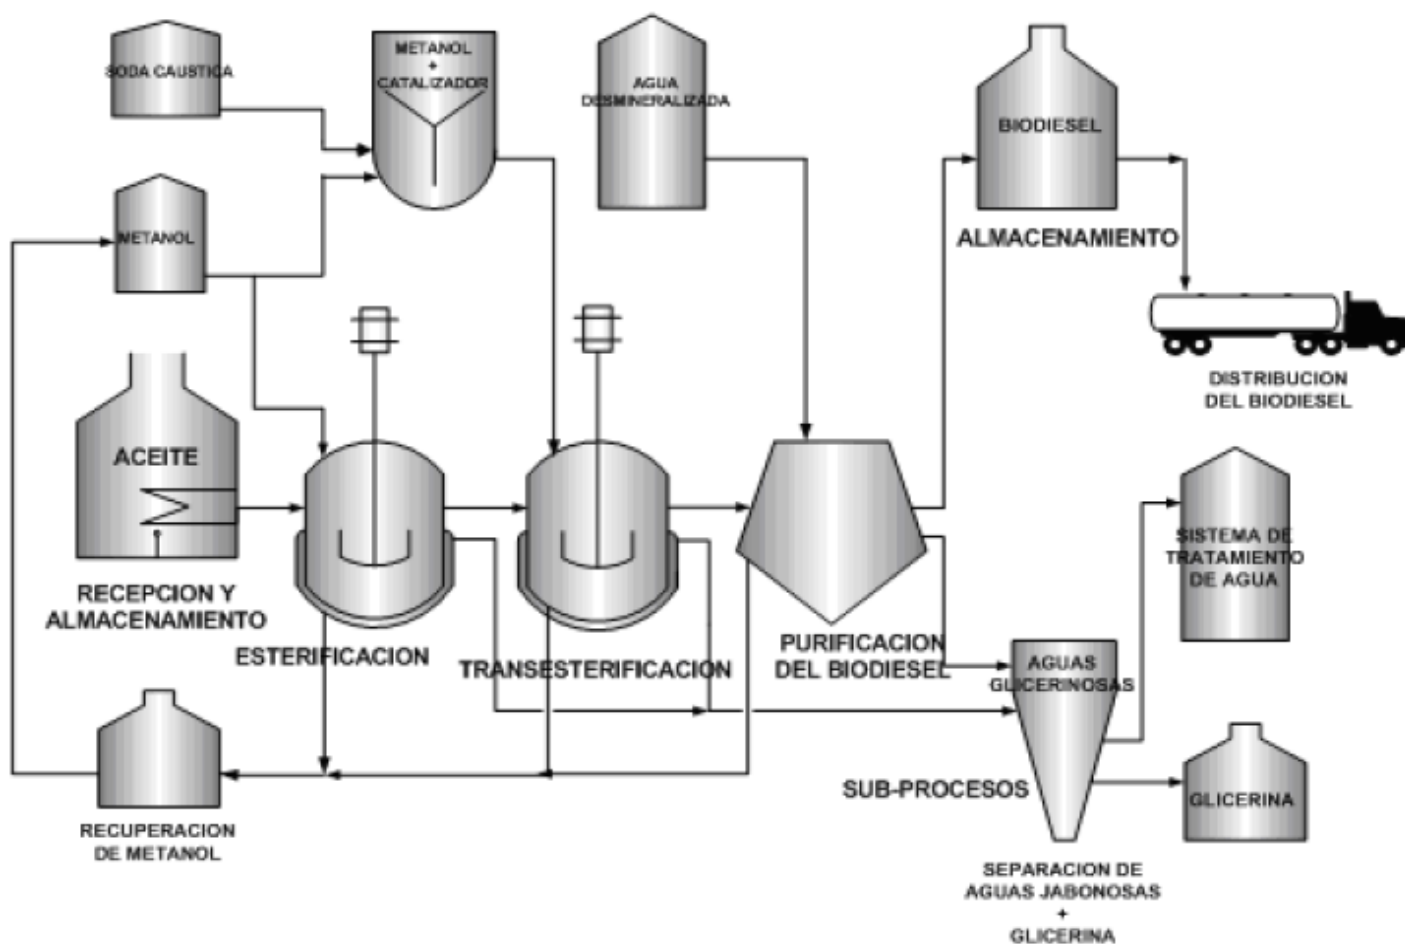 SODA CAUSTICA
METANOL
+
CATALIZADOR
AGUA
DESMINERALIZADA
BIODIESEL
ALMACENAMIENTO
METANOL
DISTRIBUCION
DEL BIODIESEL
ACEITE
RECEPCION Y
ALMACENAMIENTO
ESTERIFICACION
TRANSESTERIFICACION
PURIFICACION
DEL BIODIESEL
SISTEMA DE
TRATAMIENTO
DE AGUA
AGUAS
GLICERINOSAS
SUB-PROCESOS
GLICERINA
RECUPERACION
DE METANOL
SEPARACION DE
AGUAS JABONOSAS
+
GLICERINA